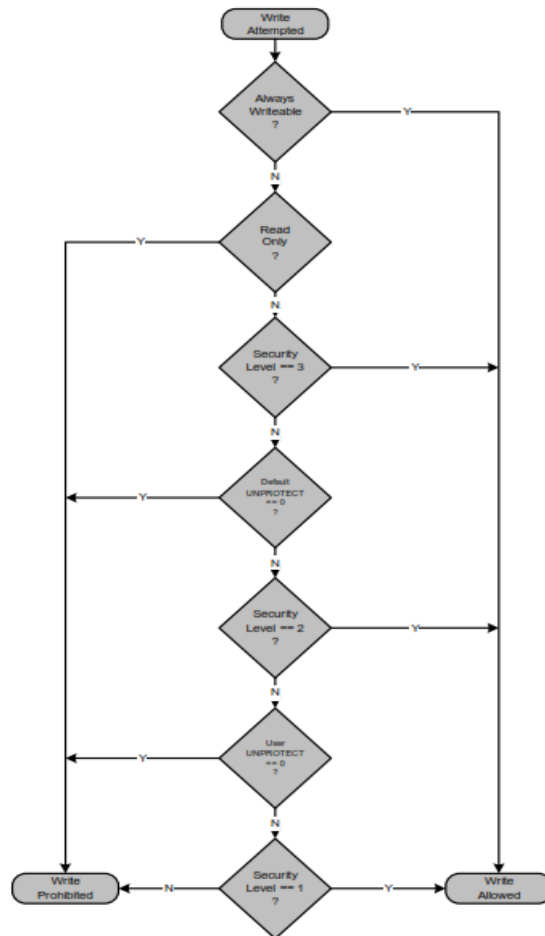 Write
Attempted
Always
Writeable
?
Y
N
Read
Only
?
Y
N
Security
Level == 3
?
Y
N
Default
UNPROTECT
== 0
?
Y
N
Security
Level == 2
?
Y
N
User
UNPROTECT
== 0
?
Y
N
Write
Prohibited
N
Security
Level == 1
?
Y
Write
Allowed